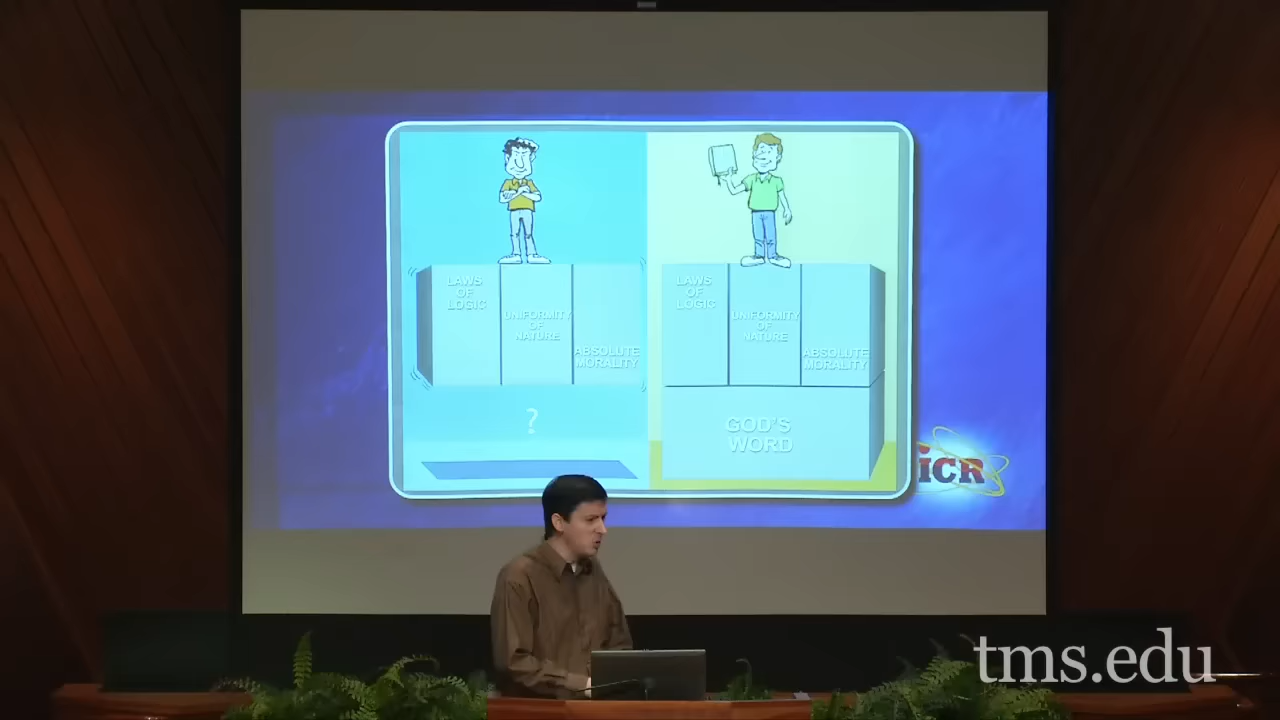 LAWS
OF
LOGIC
UNIFORMITY
OF
NATURE
ABSOLUTE
MORALITY
?
LAWS
OF
LOGIC
UNIFORMITY
OF
NATURE
ABSOLUTE
MORALITY
GOD'S
WORD
iCR
tms.edu